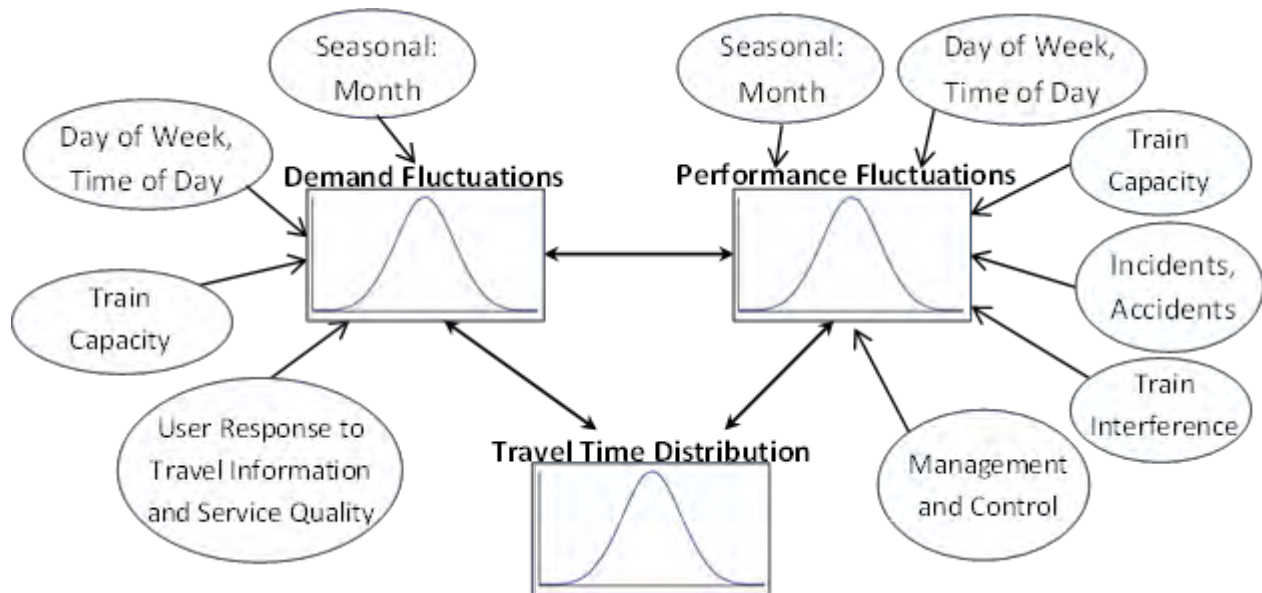 Seasonal:
Month
Seasonal:
Month
Day of Week,
Time of Day
Day of Week,
Time of Day
Demand Fluctuations
Performance Fluctuations
Train
Capacity
Train
Capacity
Incidents,
Accidents
Train
Interference
User Response to
Travel Information
and Service Quality
Travel Time Distribution
Management
and Control